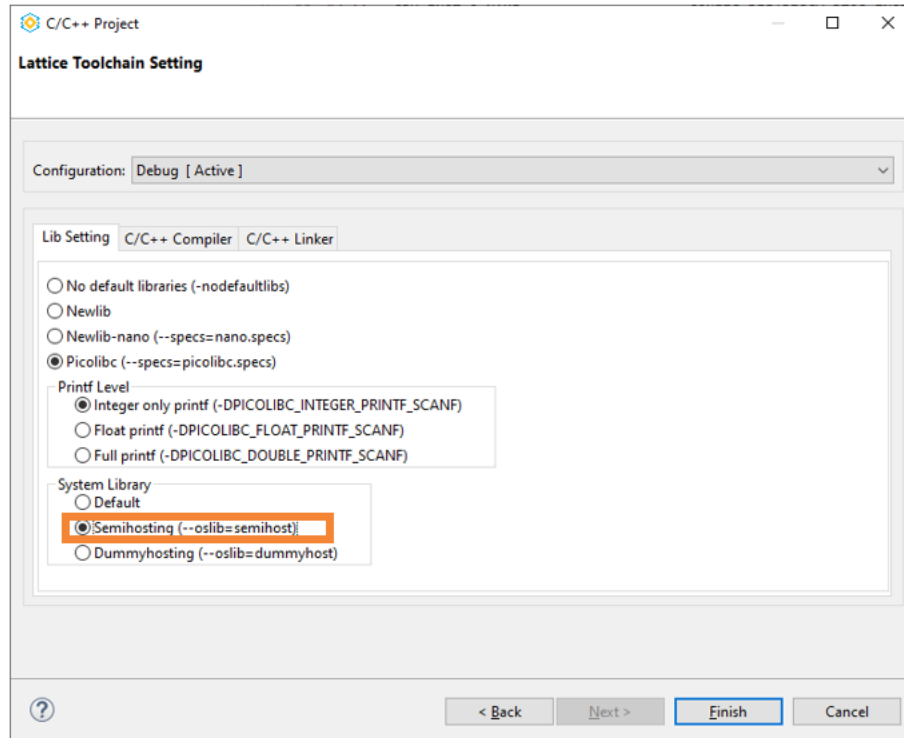 C/C++ Project
Lattice Toolchain Setting
Configuration: Debug [ Active ]
Lib Setting C/C++ Compiler C/C++ Linker
No default libraries (-nodefaultlibs)
Newlib
Newlib-nano (--specs=nano.specs)
Picolibc (--specs=picolibc.specs)
Printf Level
Integer only printf (-DPICOLIBC_INTEGER_PRINTF_SCANF)
Float printf (-DPICOLIBC_FLOAT_PRINTF_SCANF)
Full printf (-DPICOLIBC_DOUBLE_PRINTF_SCANF)
System Library
Default
Semihosting (--oslib=semihost)
Dummyhosting (--oslib=dummyhost)
? < Back Next > Finish Cancel